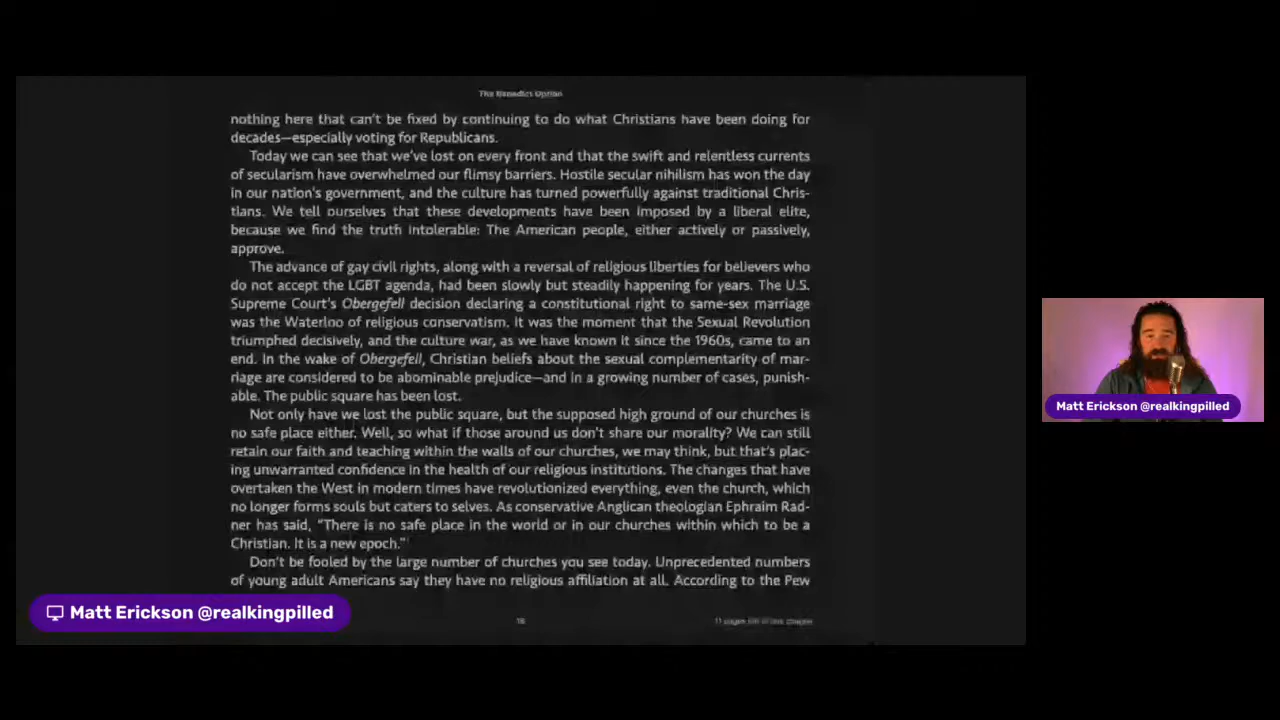 The Benedict Option
nothing here that can't be fixed by continuing to do what Christians have been doing for
decades—especially voting for Republicans.
Today we can see that we've lost on every front and that the swift and relentless currents
of secularism have overwhelmed our flimsy barriers. Hostile secular nihilism has won the day
in our nation's government, and the culture has turned powerfully against traditional Chris-
tians. We tell ourselves that these developments have been imposed by a liberal elite,
because we find the truth intolerable: The American people, either actively or passively,
approve.
The advance of gay civil rights, along with a reversal of religious liberties for believers who
do not accept the LGBT agenda, had been slowly but steadily happening for years. The U.S.
Supreme Court's Obergefell decision declaring a constitutional right to same-sex marriage
was the Waterloo of religious conservatism. It was the moment that the Sexual Revolution
triumphed decisively, and the culture war, as we have known it since the 1960s, came to an
end. In the wake of Obergefell, Christian beliefs about the sexual complementarity of mar-
riage are considered to be abominable prejudice—and in a growing number of cases, punish-
able. The public square has been lost.
Not only have we lost the public square, but the supposed high ground of our churches is
no safe place either. Well, so what if those around us don't share our morality? We can still
retain our faith and teaching within the walls of our churches, we may think, but that's plac-
ing unwarranted confidence in the health of our religious institutions. The changes that have
overtaken the West in modern times have revolutionized everything, even the church, which
no longer forms souls but caters to selves. As conservative Anglican theologian Ephraim Rad-
ner has said, "There is no safe place in the world or in our churches within which to be a
Christian. It is a new epoch."
Don't be fooled by the large number of churches you see today. Unprecedented numbers
of young adult Americans say they have no religious affiliation at all. According to the Pew
11 pages left in this chapter
Matt Erickson @realkingpilled
Matt Erickson @realkingpilled